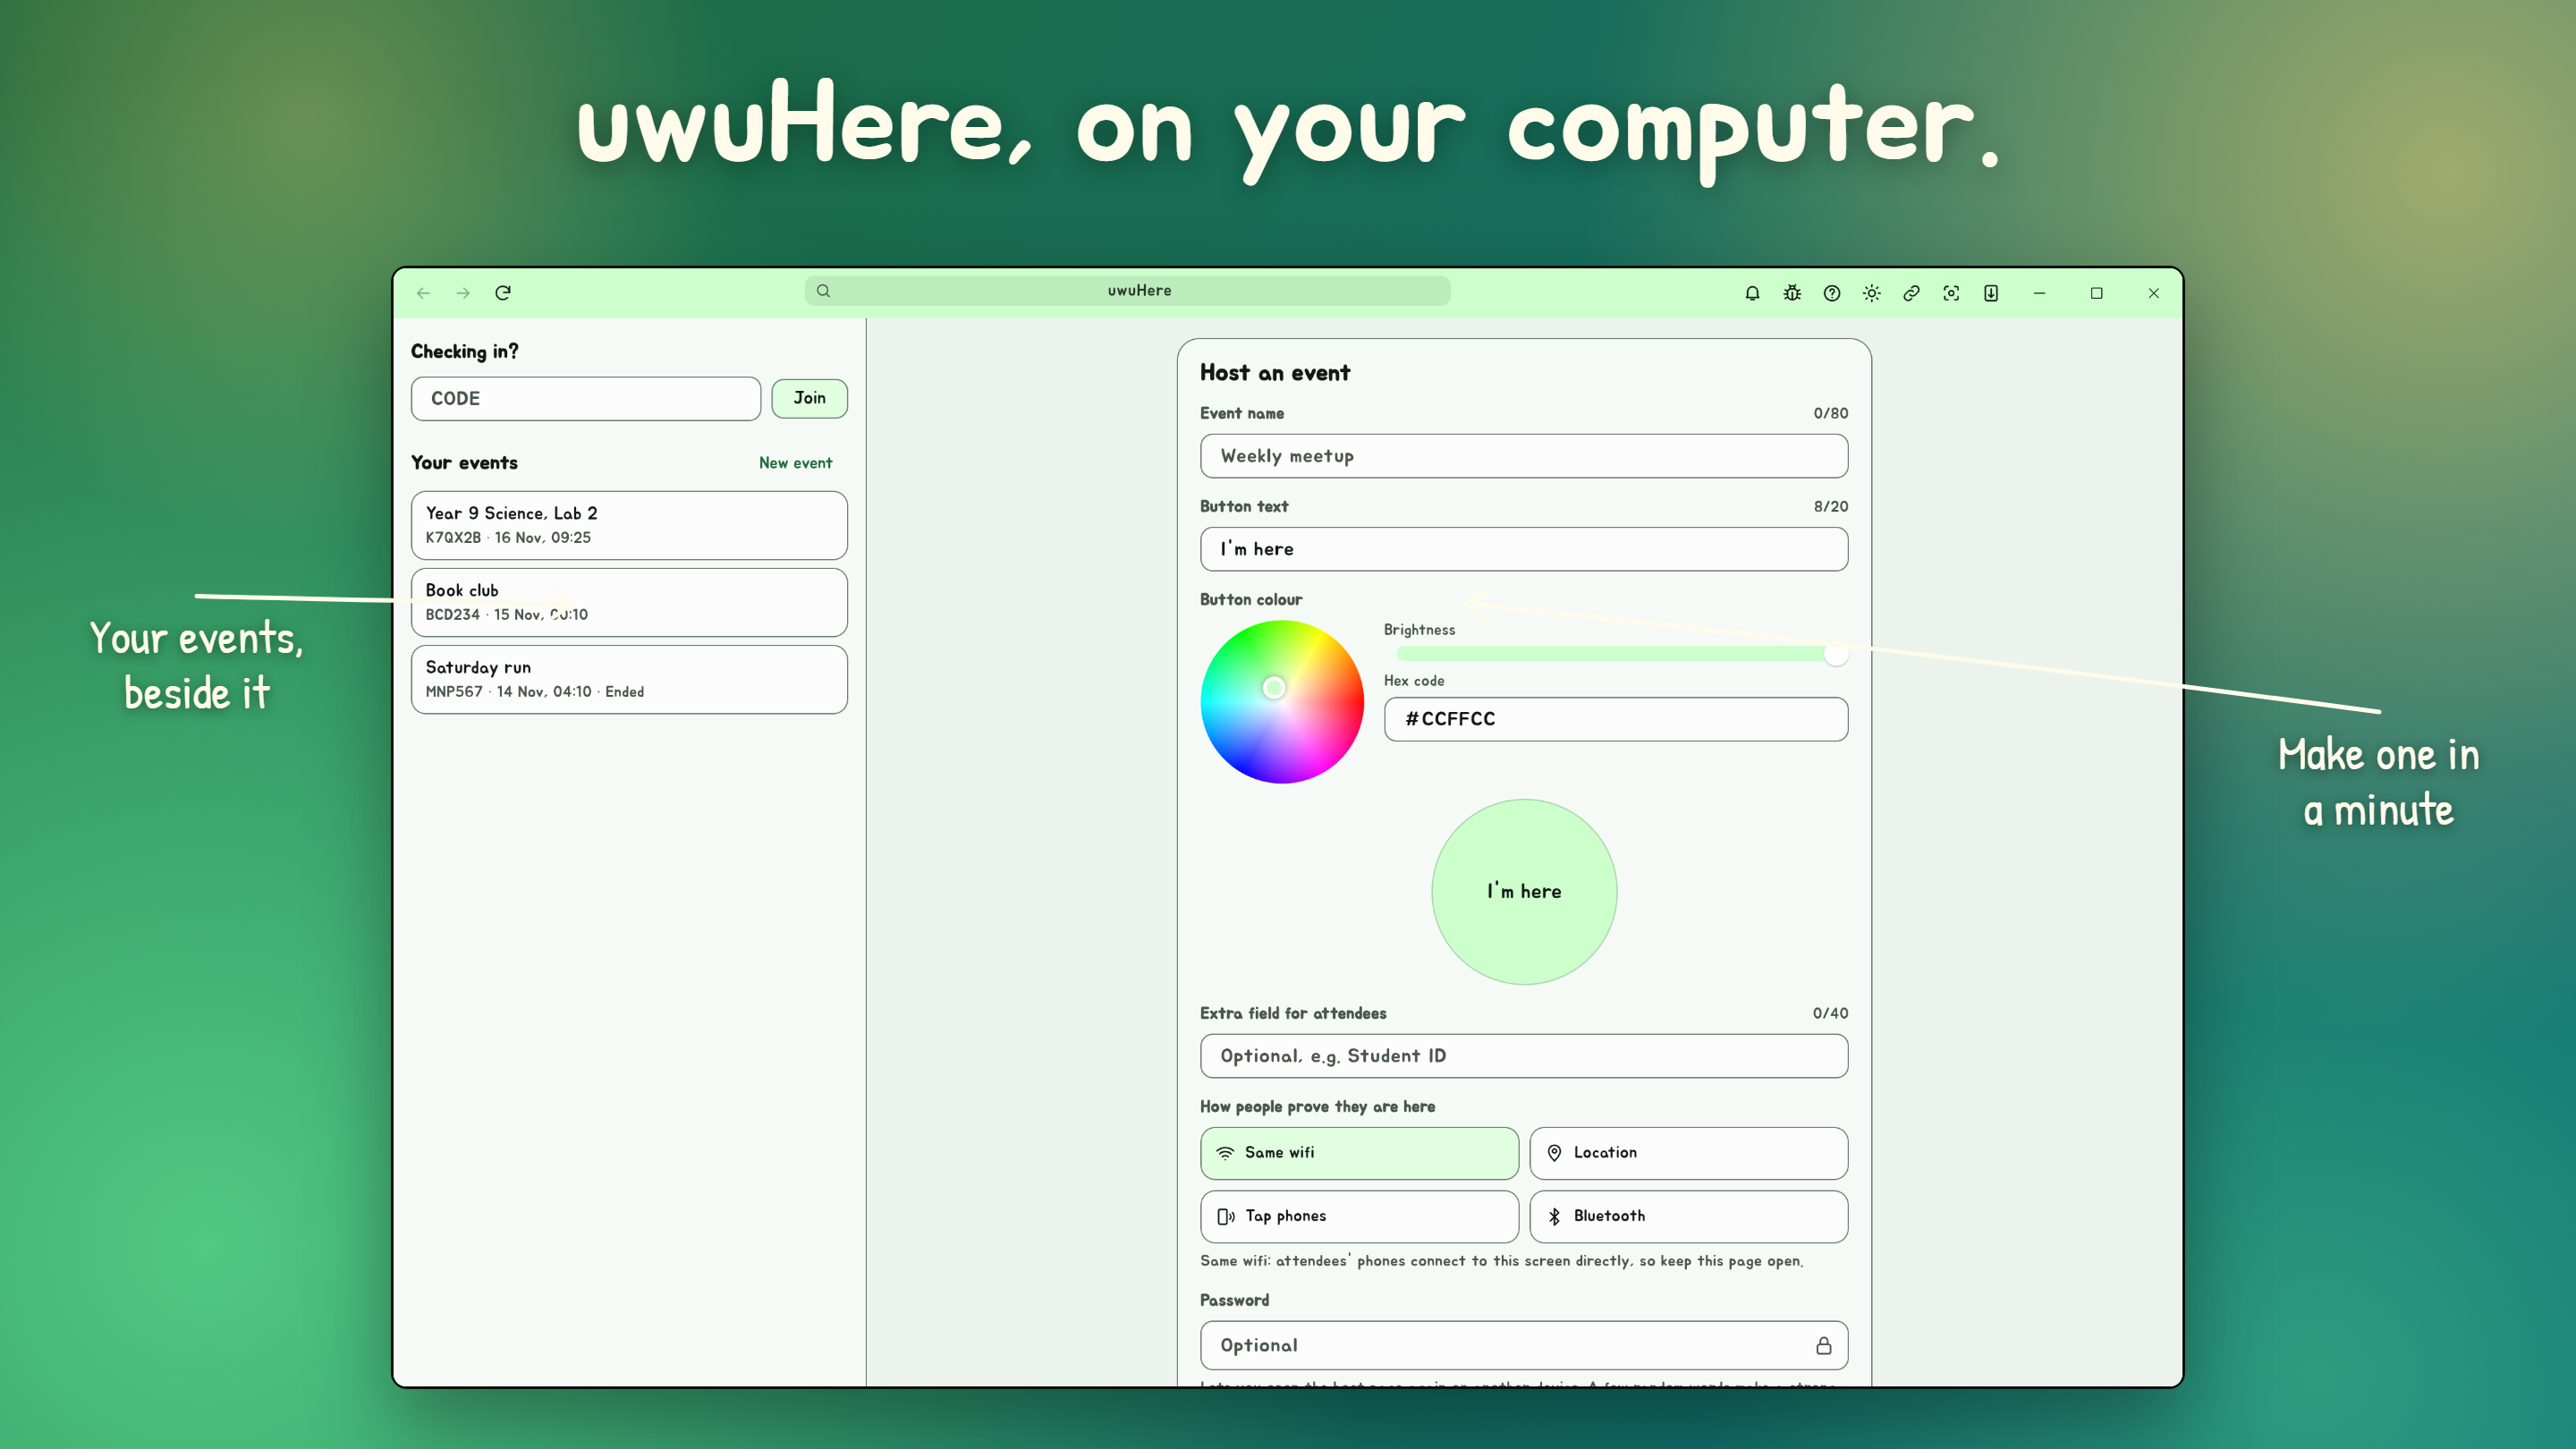 uwuHere, on your computer.
uwuHere
Checking in?
CODE
Join
Your events
New event
Year 9 Science, Lab 2
K7QX2B · 16 Nov, 09:25
Book club
BCD234 · 15 Nov, 00:10
Saturday run
MNP567 · 14 Nov, 04:10 · Ended
Your events,
beside it
Host an event
Event name
0/80
Weekly meetup
Button text
8/20
I'm here
Button colour
Brightness
Hex code
#CCFFCC
I'm here
Extra field for attendees
0/40
Optional, e.g. Student ID
How people prove they are here
Same wifi
Location
Tap phones
Bluetooth
Same wifi: attendees' phones connect to this screen directly, so keep this page open.
Password
Optional
Make one in
a minute